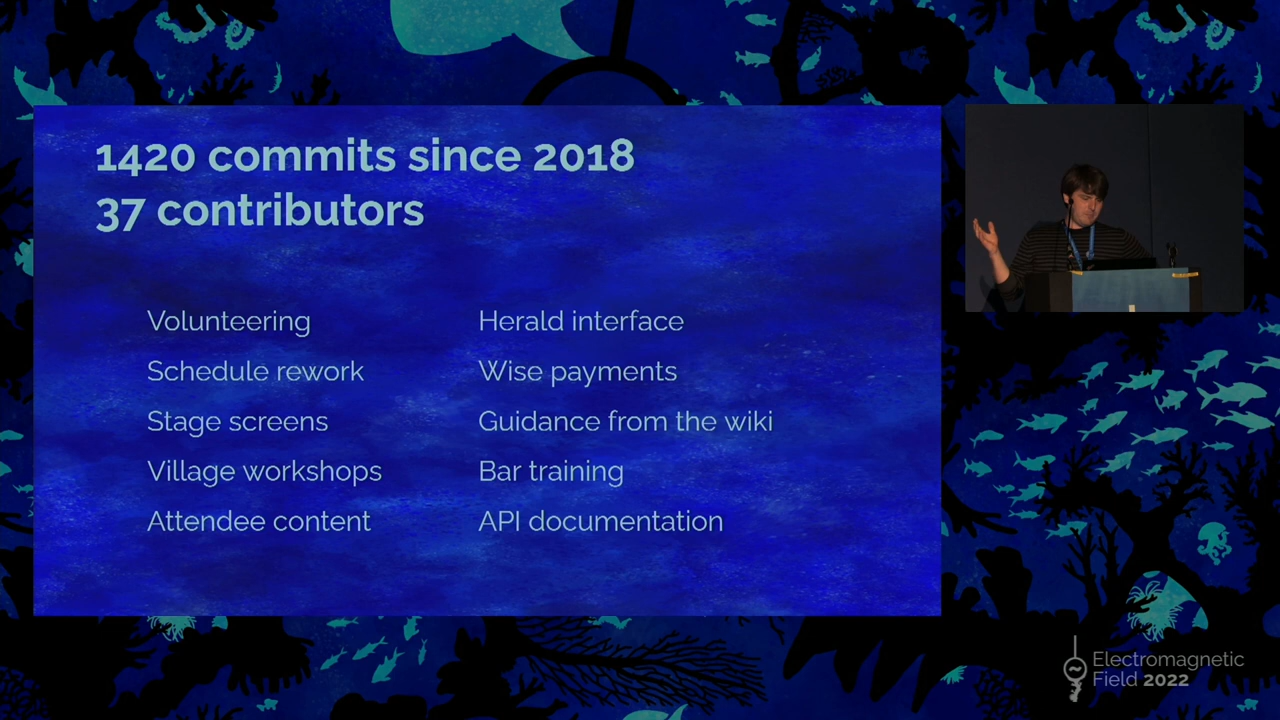 1420 commits since 2018
37 contributors
Volunteering
Schedule rework
Stage screens
Village workshops
Attendee content
Herald interface
Wise payments
Guidance from the wiki
Bar training
API documentation
Electromagnetic
Field 2022